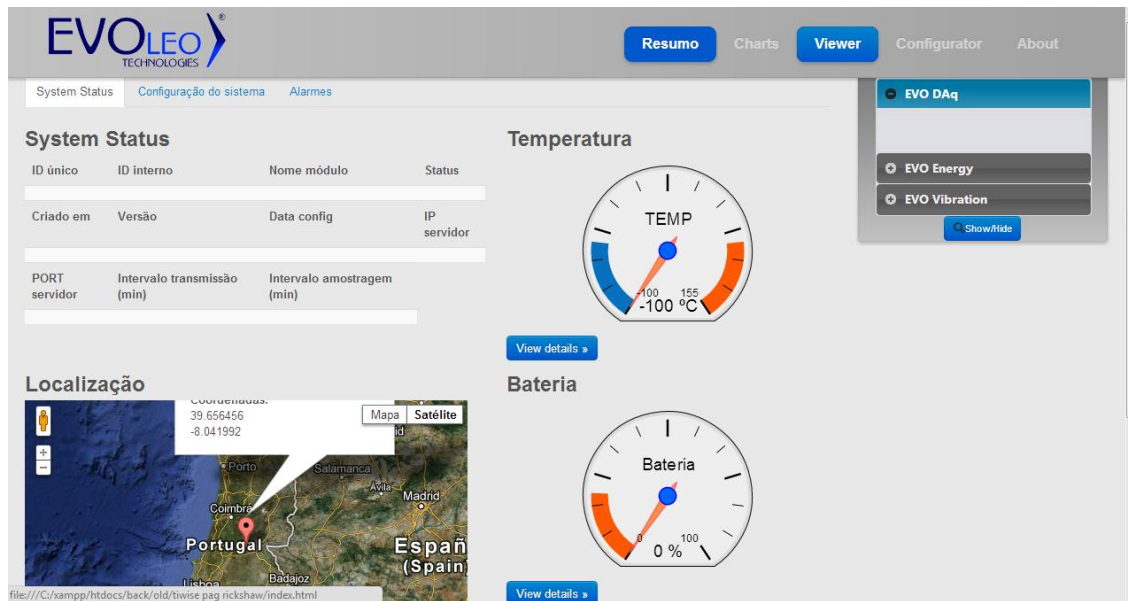 EVOLEO®
TECHNOLOGIES
Resumo Charts Viewer Configurator About
System Status Configuração do sistema Alarmes
System Status
ID único ID interno Nome módulo Status
Criado em Versão Data config IP servidor
PORT servidor Intervalo transmissão (min) Intervalo amostragem (min)
Temperatura
TEMP
-100 155
-100 ºC
View details »
EVO DAq
EVO Energy
EVO Vibration
Show/Hide
Localização
Coordenadas:
39.656456
-8.041992
Mapa Satélite
Porto
Salamanca
Ávila
Madrid
Coimbra
Portugal
Españ
(Spain)
Lisboa
Badajoz
Bateria
Bateria
0 100
0 %
View details »
file:///C:/xampp/htdocs/back/old/tiwise pag rickshaw/index.html